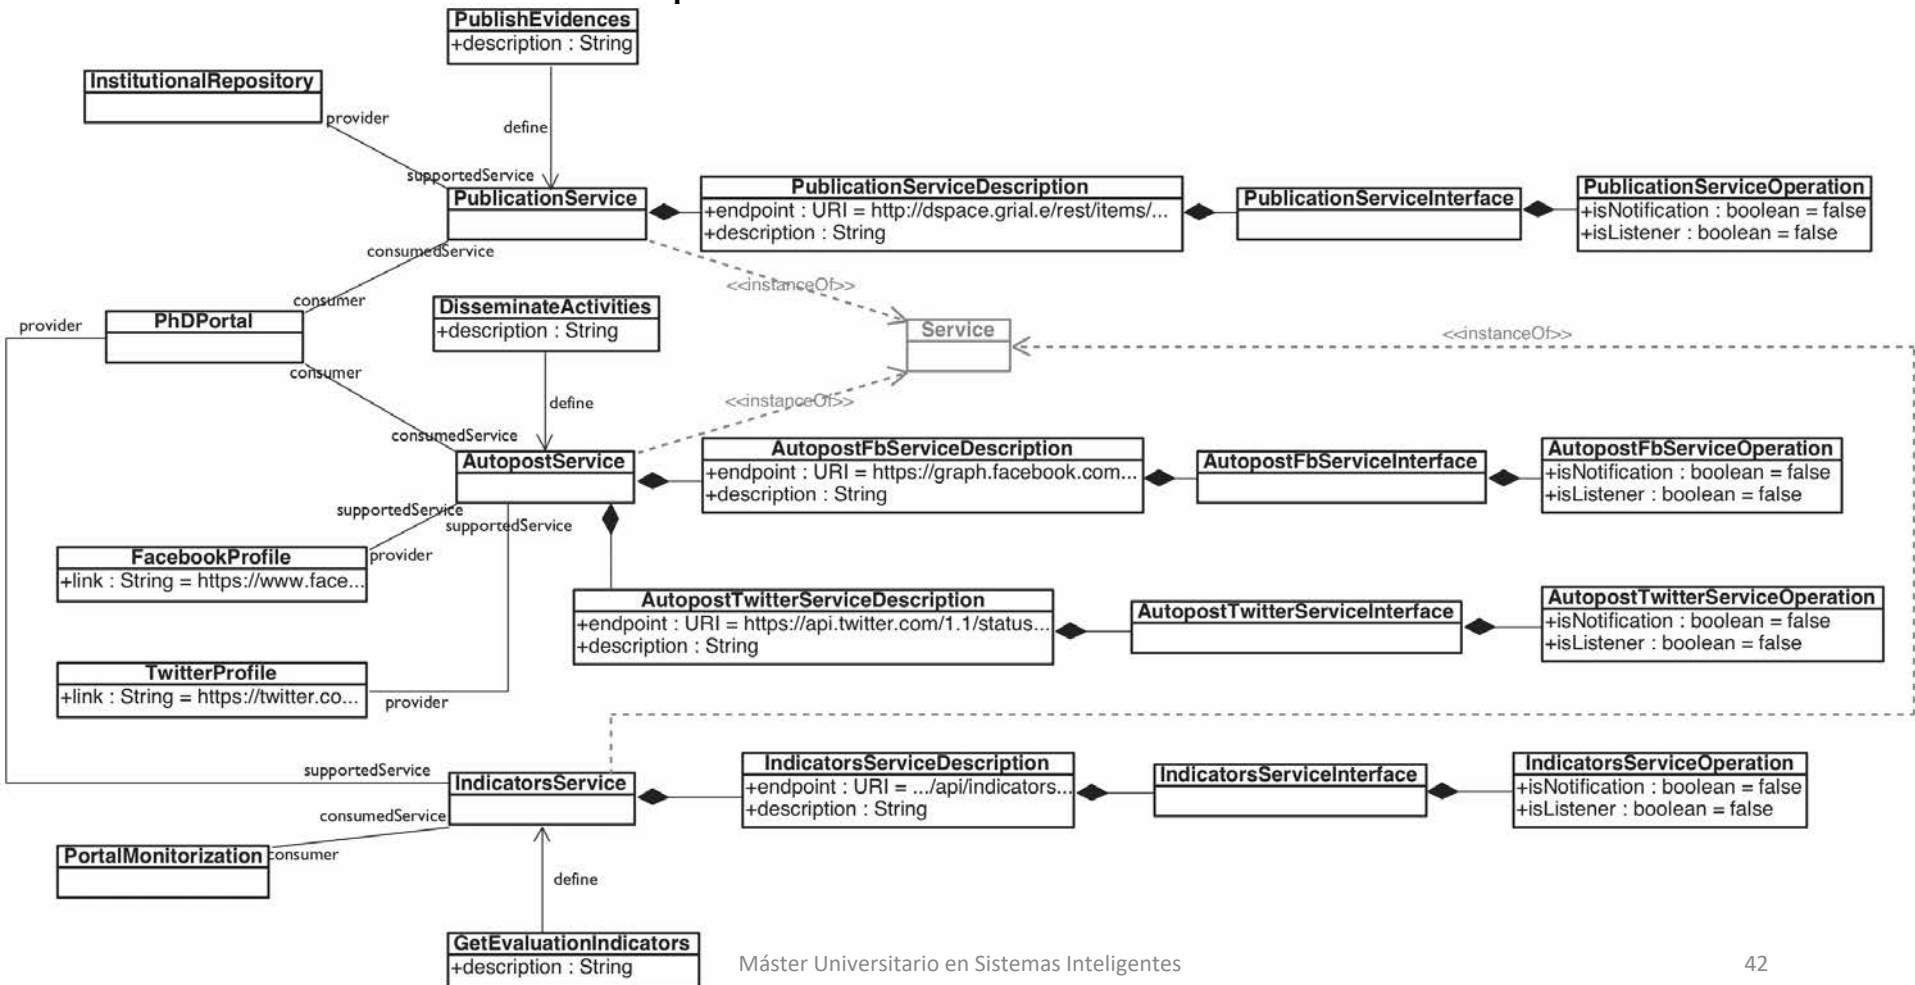 PublishEvidences
+description : String
InstitutionalRepository
provider
define
supportedService
PublicationService
PublicationServiceDescription
+endpoint : URI = http://dspace.grial.e/rest/items/...
+description : String
PublicationServiceInterface
PublicationServiceOperation
+isNotification : boolean = false
+isListener : boolean = false
consumedService
<<instanceOf>>
consumer
DisseminateActivities
+description : String
provider
PhDPortal
Service
<<instanceOf>>
consumer
define
<<instanceOf>>
consumedService
AutopostService
AutopostFbServiceDescription
+endpoint : URI = https://graph.facebook.com...
+description : String
AutopostFbServiceInterface
AutopostFbServiceOperation
+isNotification : boolean = false
+isListener : boolean = false
supportedService
supportedService
FacebookProfile
+link : String = https://www.face...
provider
AutopostTwitterServiceDescription
+endpoint : URI = https://api.twitter.com/1.1/status...
+description : String
AutopostTwitterServiceInterface
AutopostTwitterServiceOperation
+isNotification : boolean = false
+isListener : boolean = false
TwitterProfile
+link : String = https://twitter.co...
provider
supportedService
IndicatorsService
IndicatorsServiceDescription
+endpoint : URI = .../api/indicators...
+description : String
IndicatorsServiceInterface
IndicatorsServiceOperation
+isNotification : boolean = false
+isListener : boolean = false
consumedService
PortalMonitorization
consumer
define
GetEvaluationIndicators
+description : String
Máster Universitario en Sistemas Inteligentes
42